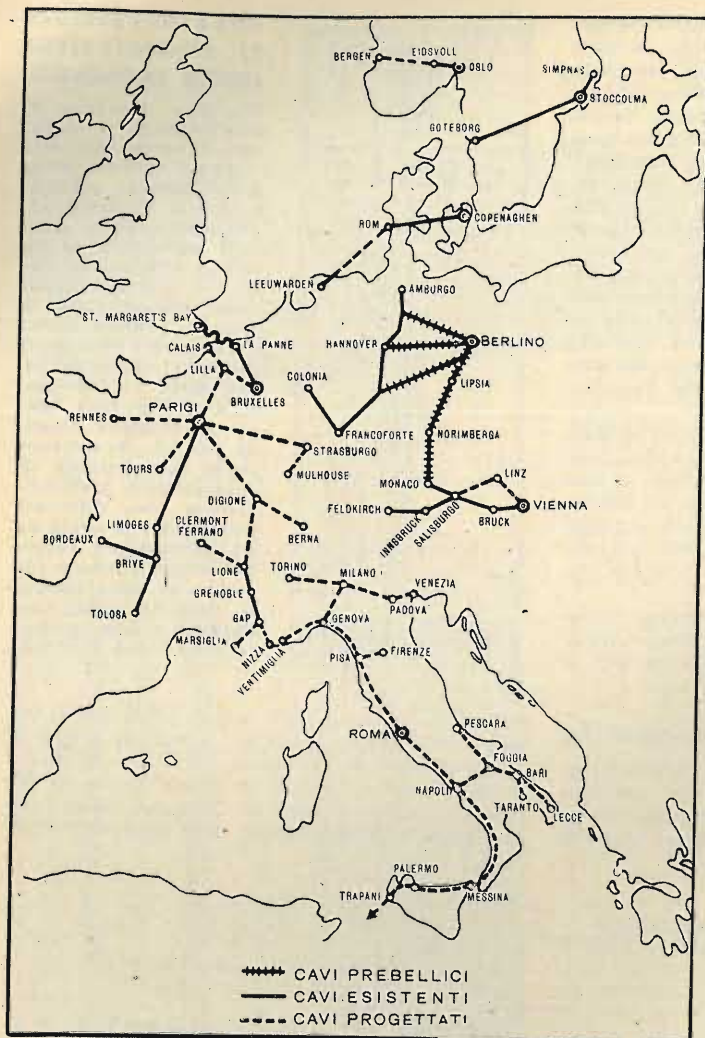 BERGEN
EIDSVOLL
OSLO
SIMPNAS
STOCCOLMA
GOTEBORG
ROM
COPENAGHEN
LEEUWARDEN
AMBURGO
ST. MARGARET'S BAY
CALAIS
LA PANNE
HANNOVER
BERLINO
LILLA
COLONIA
LIPSIA
BRUXELLES
PARIGI
RENNES
FRANCOFORTE
NORIMBERGA
STRASBURGO
TOURS
MULHOUSE
MONACO
LINZ
DIGIONE
FELDKIRCH
INNSBRUCK
SALISBURGO
BRUCK
VIENNA
LIMOGES
CLERMONT
FERRAND
BERNA
BORDEAUX
BRIVE
LIONE
TORINO
MILANO
VENEZIA
GRENOBLE
PADOVA
TOLOSA
GAP
GENOVA
MARSIGLIA
NIZZA
VENTIMIGLIA
PISA
FIRENZE
ROMA
PESCARA
FOGGIA
BARI
NAPOLI
TARANTO
LECCE
PALERMO
TRAPANI
MESSINA
CAVI PREBELLICI
CAVI ESISTENTI
CAVI PROGETTATI